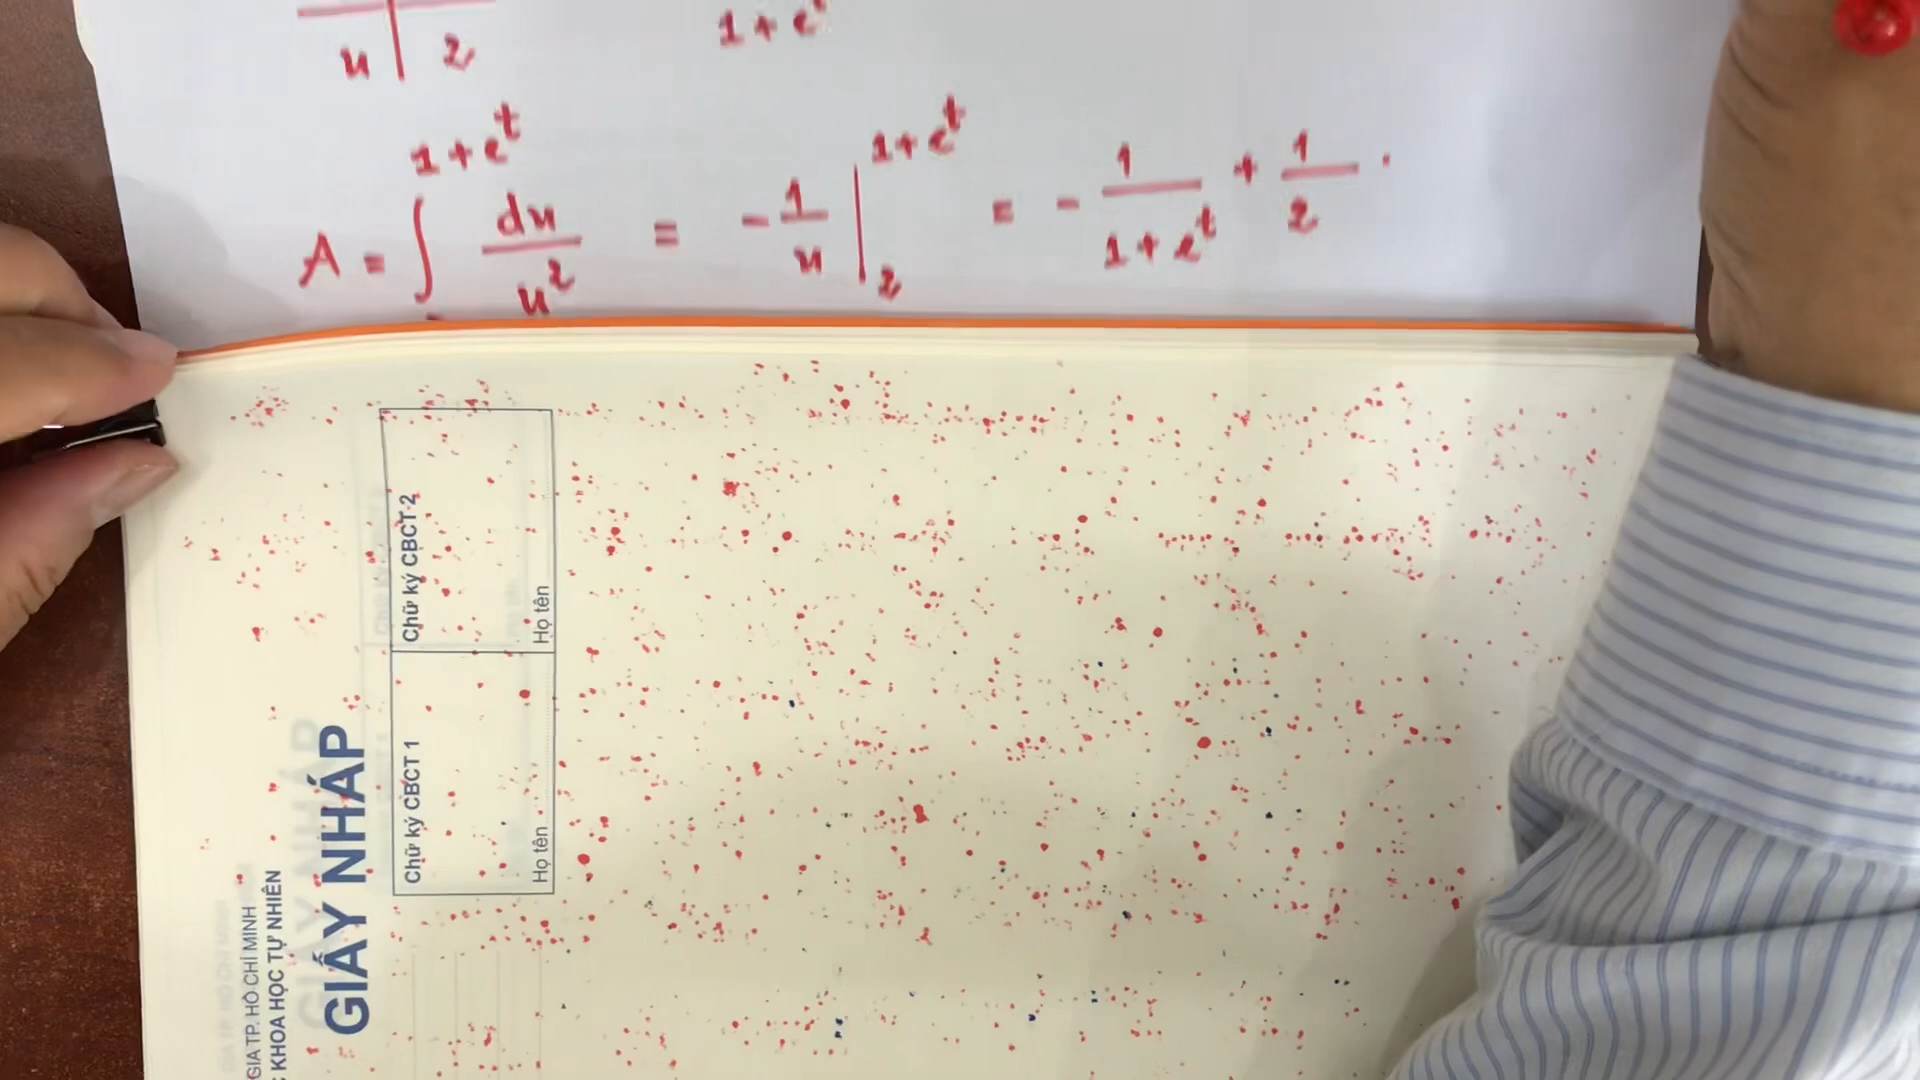 u | 2
1 + e^t
A = ∫ du/u² = -1/u |₂^(1+e^t) = - 1/(1+e^t) + 1/2 .
1 + e^t
Chữ ký CBCT 1
Họ tên
Chữ ký CBCT 2
Họ tên
GIẤY NHÁP
GIA TP. HỒ CHÍ MINH
KHOA HỌC TỰ NHIÊN